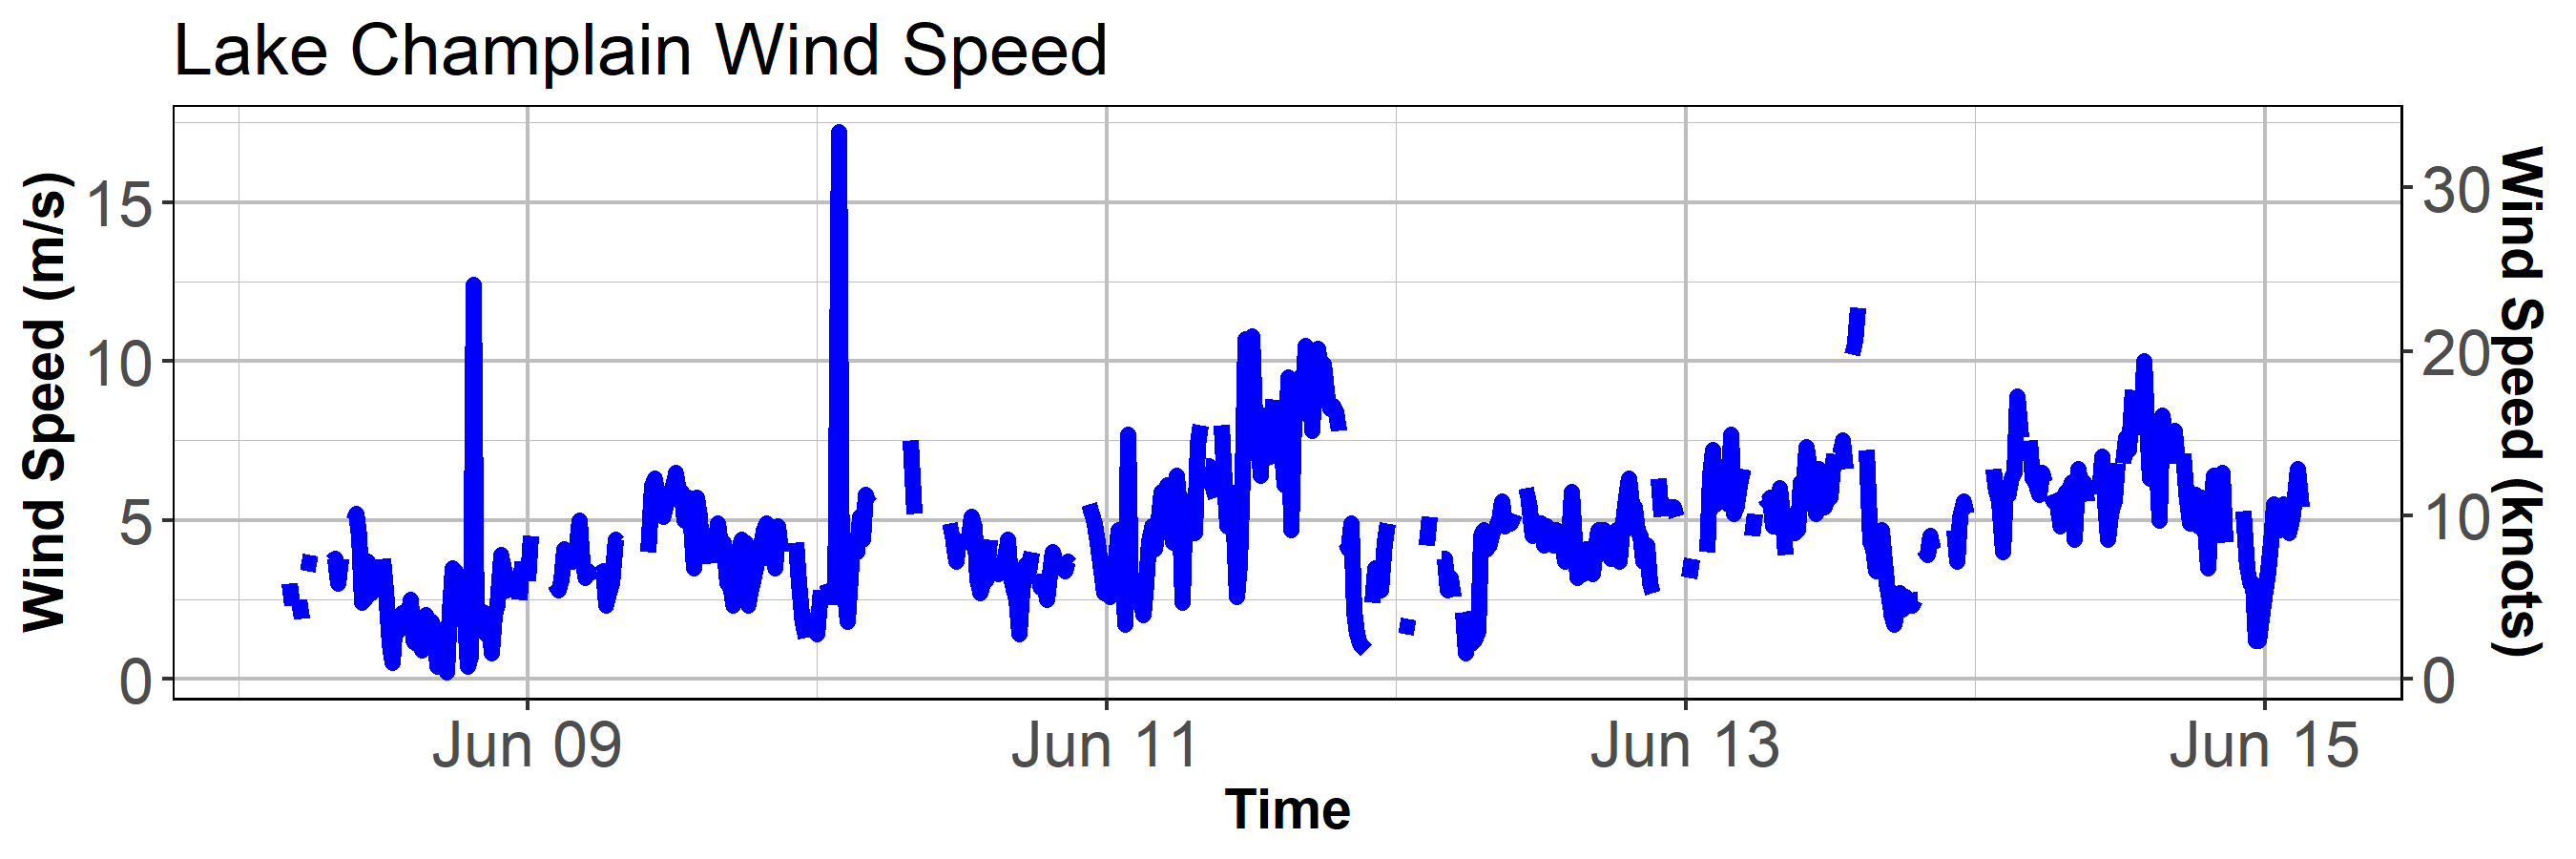 Lake Champlain Wind Speed
Wind Speed (m/s)
15
10
5
0
30
20
10
0
Wind Speed (knots)
Jun 09 Jun 11 Jun 13 Jun 15
Time